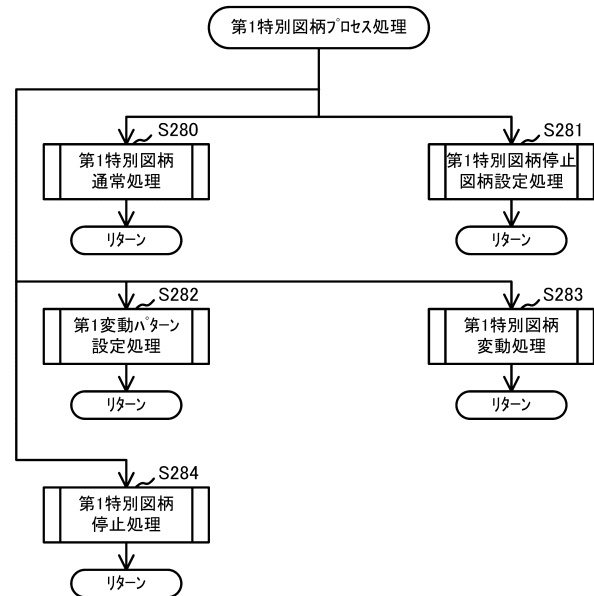 第1特別図柄プロセス処理
S280
第1特別図柄
通常処理
リターン
S281
第1特別図柄停止
図柄設定処理
リターン
S282
第1変動パターン
設定処理
リターン
S283
第1特別図柄
変動処理
リターン
S284
第1特別図柄
停止処理
リターン